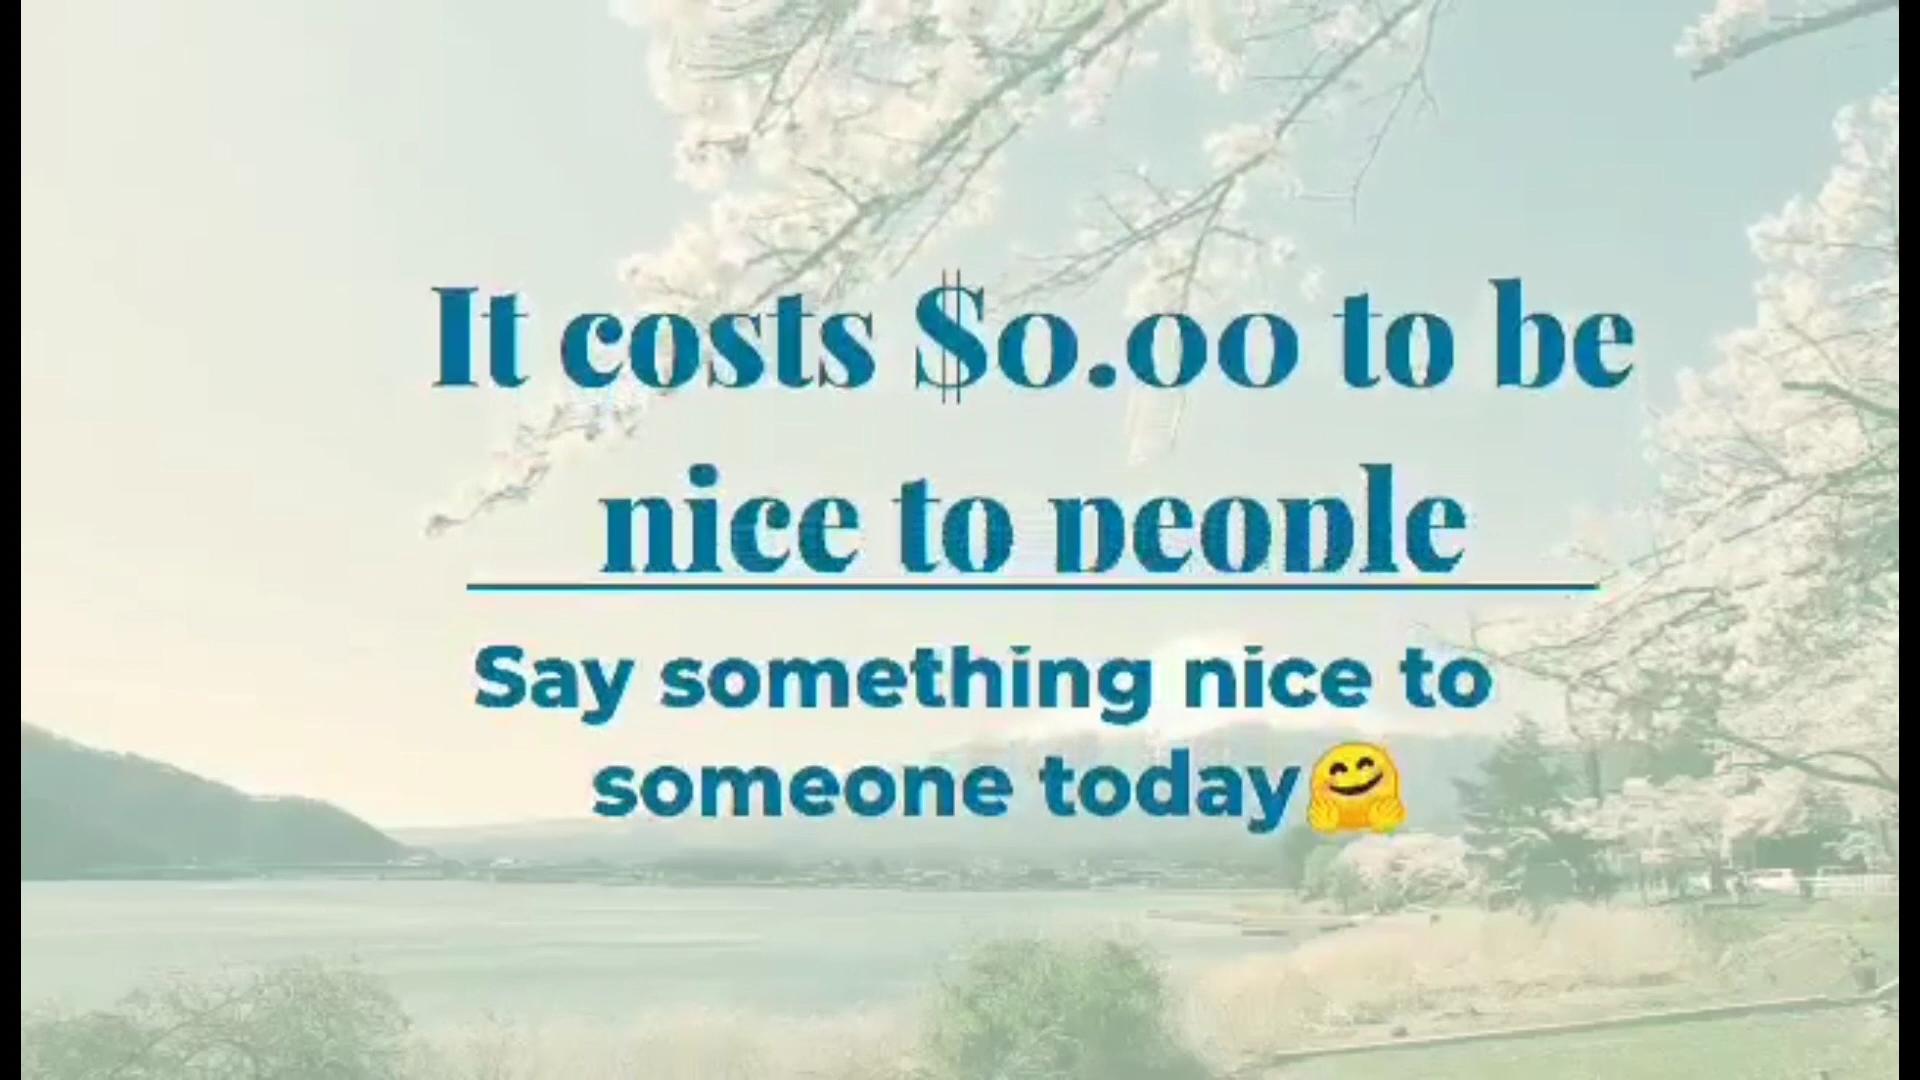 It costs $0.00 to be
nice to people
Say something nice to
someone today🤗